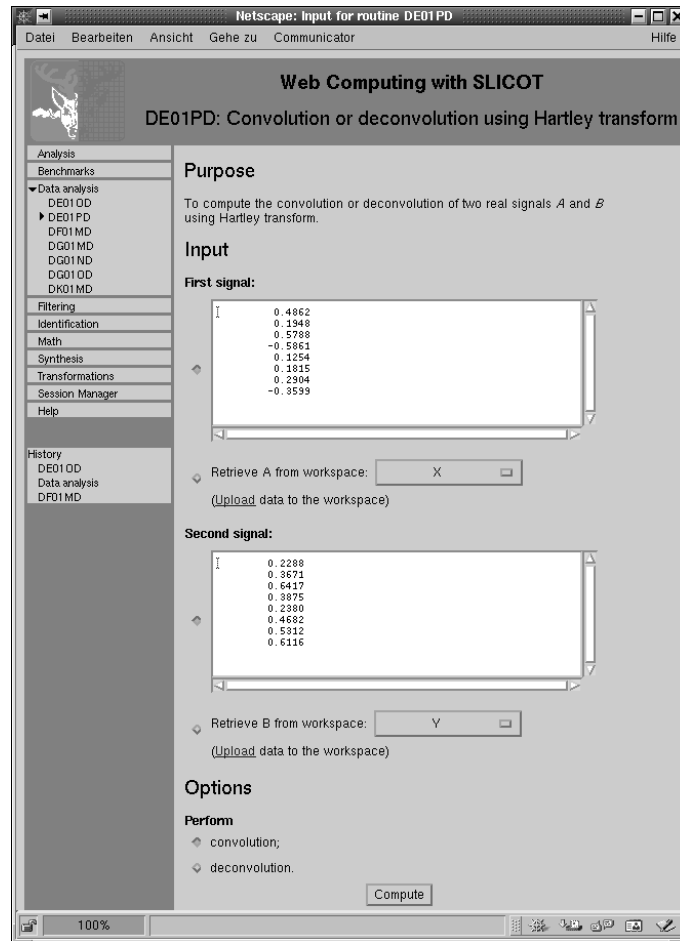 Netscape: Input for routine DE01PD
Datei Bearbeiten Ansicht Gehe zu Communicator Hilfe
Web Computing with SLICOT
DE01PD: Convolution or deconvolution using Hartley transform
Analysis
Benchmarks
Data analysis
DE01OD
DE01PD
DF01MD
DG01MD
DG01ND
DG01OD
DK01MD
Filtering
Identification
Math
Synthesis
Transformations
Session Manager
Help
History
DE01OD
Data analysis
DF01MD
Purpose
To compute the convolution or deconvolution of two real signals A and B
using Hartley transform.
Input
First signal:
0.4862
0.1948
0.5788
-0.5861
0.1254
0.1815
0.2904
-0.3599
Retrieve A from workspace: X
(Upload data to the workspace)
Second signal:
0.2288
0.3671
0.6417
0.3875
0.2380
0.4682
0.5312
0.6116
Retrieve B from workspace: Y
(Upload data to the workspace)
Options
Perform
convolution;
deconvolution.
Compute
100%